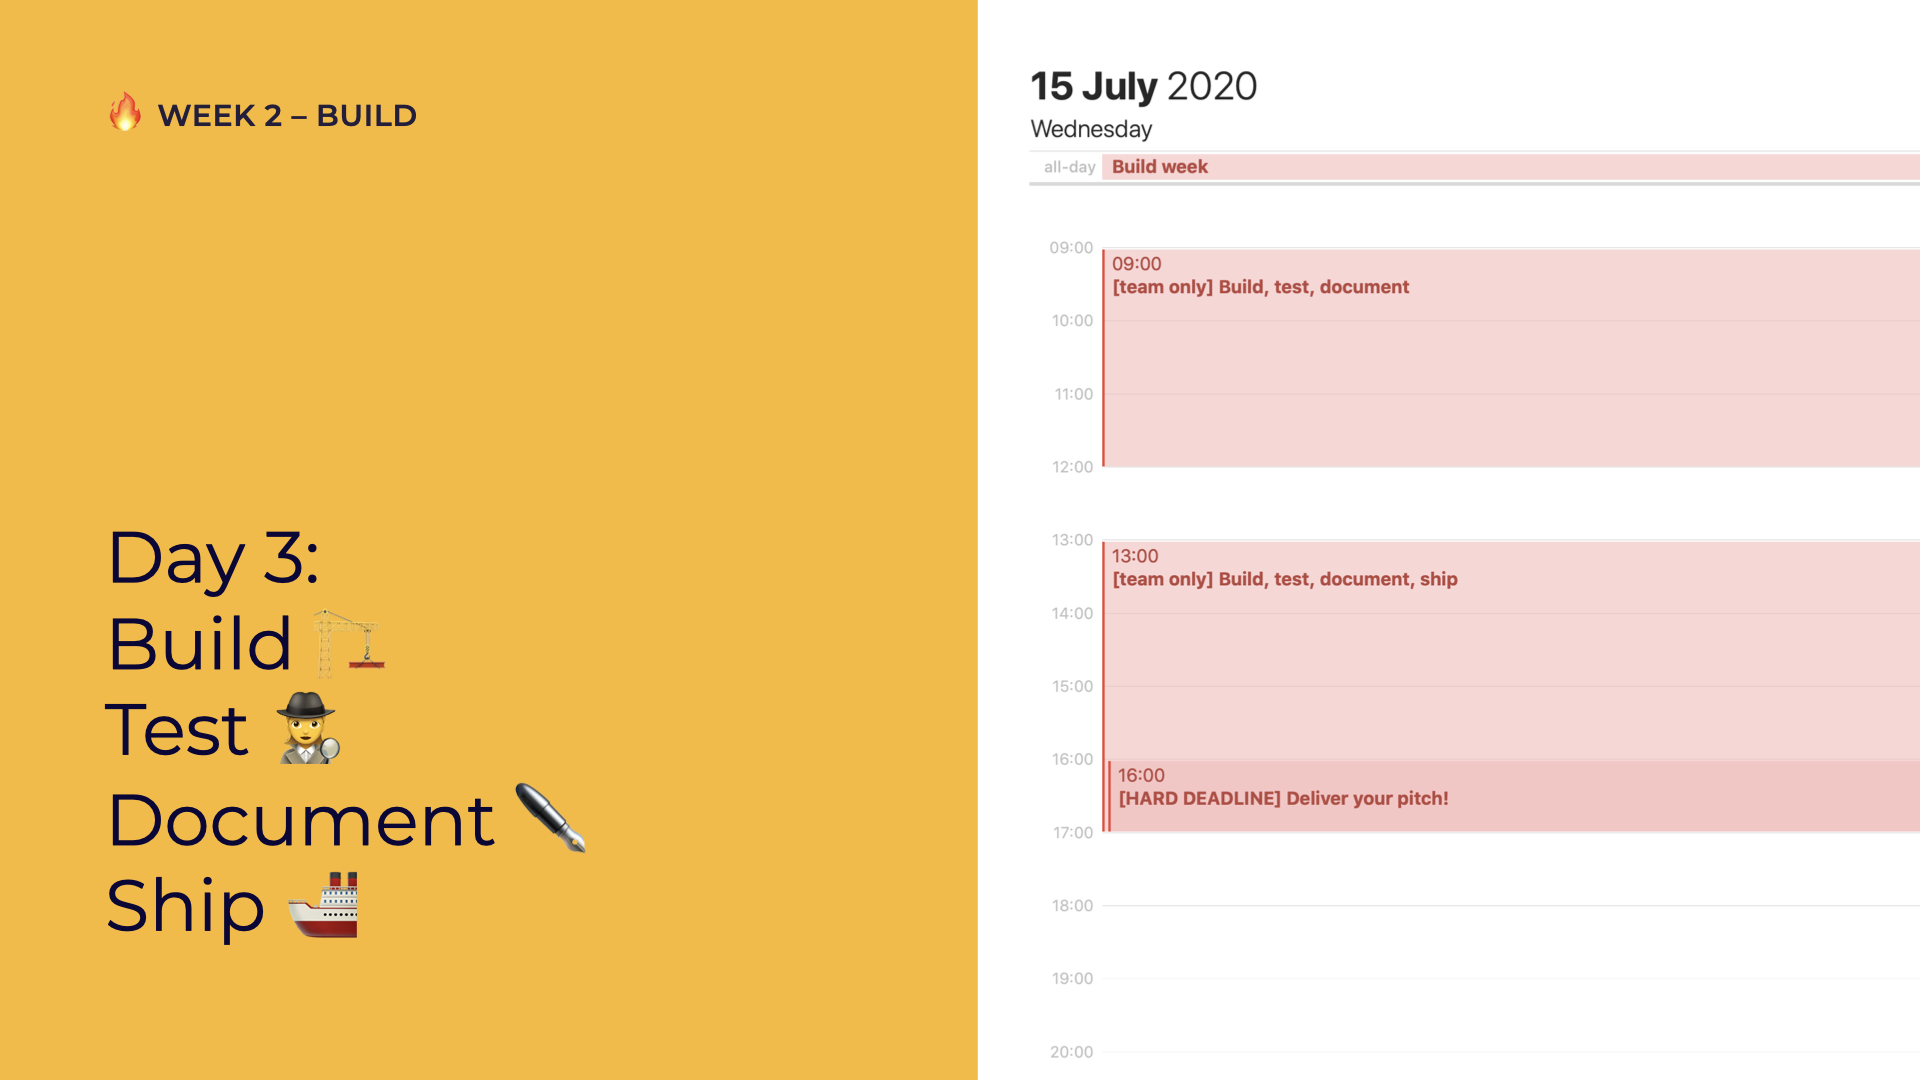 🔥 WEEK 2 – BUILD
Day 3:
Build 🏗
Test 🕵️‍♀️
Document ✒️
Ship 🚢
15 July 2020
Wednesday
all-day Build week
09:00
09:00
[team only] Build, test, document
10:00
11:00
12:00
13:00
13:00
[team only] Build, test, document, ship
14:00
15:00
16:00
16:00
[HARD DEADLINE] Deliver your pitch!
17:00
18:00
19:00
20:00